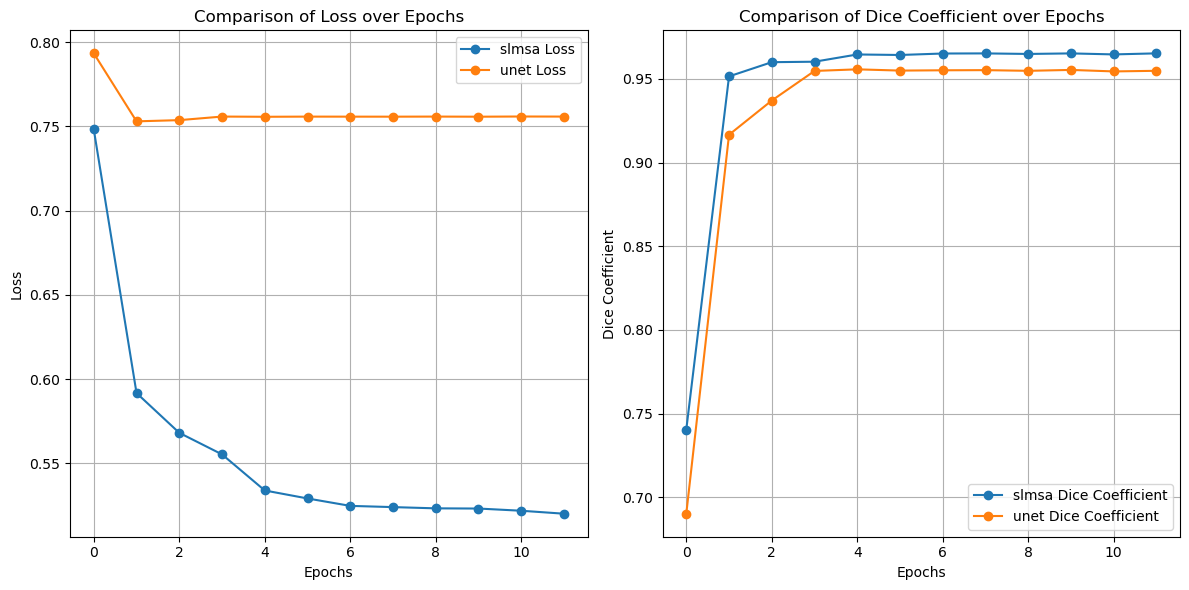 Comparison of Loss over Epochs
0.80
0.75
0.70
0.65
0.60
0.55
Loss
slmsa Loss
unet Loss
0 2 4 6 8 10
Epochs
Comparison of Dice Coefficient over Epochs
0.95
0.90
0.85
0.80
0.75
0.70
Dice Coefficient
slmsa Dice Coefficient
unet Dice Coefficient
0 2 4 6 8 10
Epochs